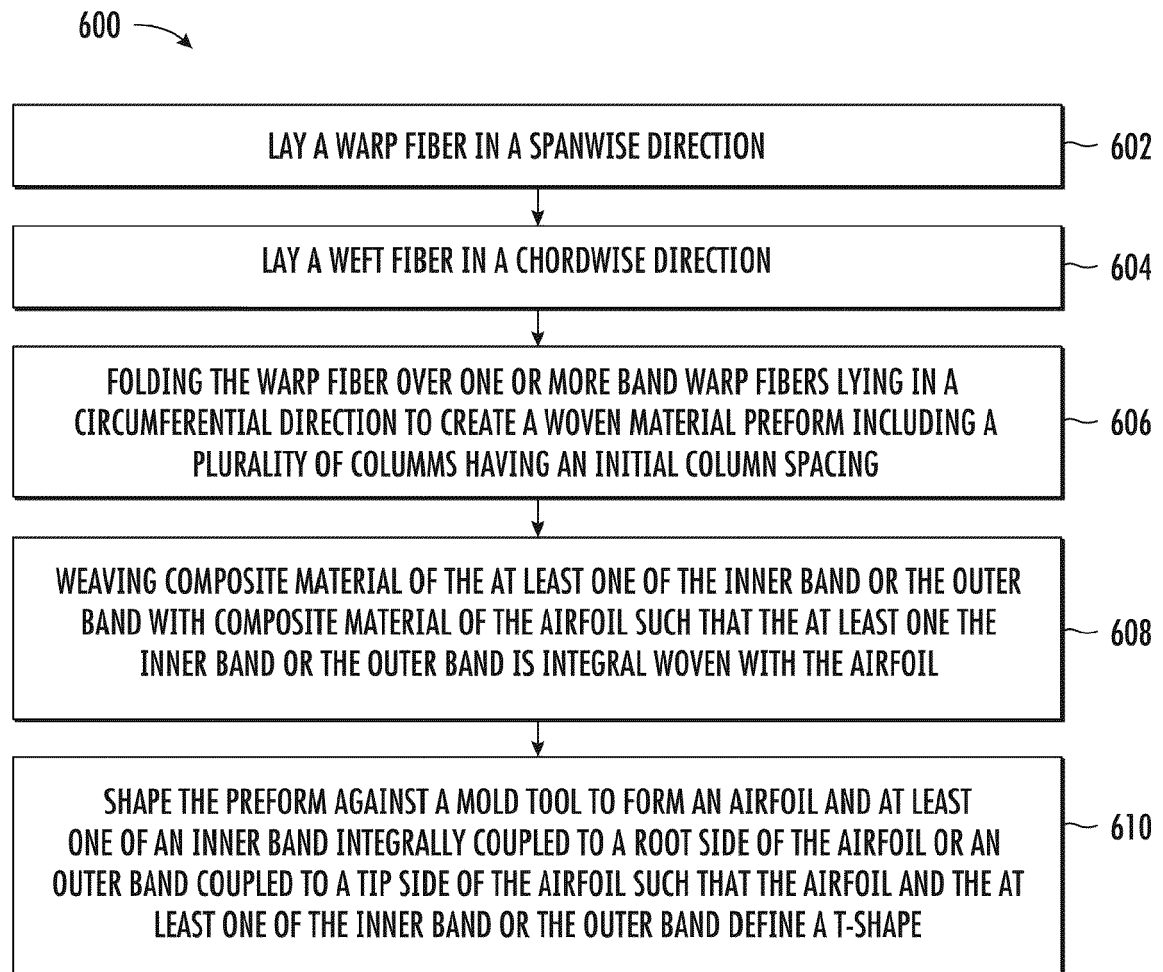 600
LAY A WARP FIBER IN A SPANWISE DIRECTION
602
LAY A WEFT FIBER IN A CHORDWISE DIRECTION
604
FOLDING THE WARP FIBER OVER ONE OR MORE BAND WARP FIBERS LYING IN A
CIRCUMFERENTIAL DIRECTION TO CREATE A WOVEN MATERIAL PREFORM INCLUDING A
PLURALITY OF COLUMMS HAVING AN INITIAL COLUMN SPACING
606
WEAVING COMPOSITE MATERIAL OF THE AT LEAST ONE OF THE INNER BAND OR THE OUTER
BAND WITH COMPOSITE MATERIAL OF THE AIRFOIL SUCH THAT THE AT LEAST ONE THE
INNER BAND OR THE OUTER BAND IS INTEGRAL WOVEN WITH THE AIRFOIL
608
SHAPE THE PREFORM AGAINST A MOLD TOOL TO FORM AN AIRFOIL AND AT LEAST
ONE OF AN INNER BAND INTEGRALLY COUPLED TO A ROOT SIDE OF THE AIRFOIL OR AN
OUTER BAND COUPLED TO A TIP SIDE OF THE AIRFOIL SUCH THAT THE AIRFOIL AND THE AT
LEAST ONE OF THE INNER BAND OR THE OUTER BAND DEFINE A T-SHAPE
610